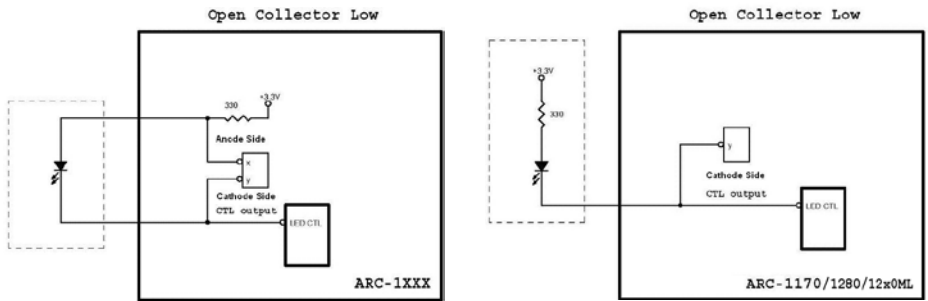 Open Collector Low
+3.3V
330
Anode Side
x
y
Cathode Side
CTL output
LED CTL
ARC-1XXX
Open Collector Low
+3.3V
330
y
Cathode Side
CTL output
LED CTL
ARC-1170/1280/12x0ML